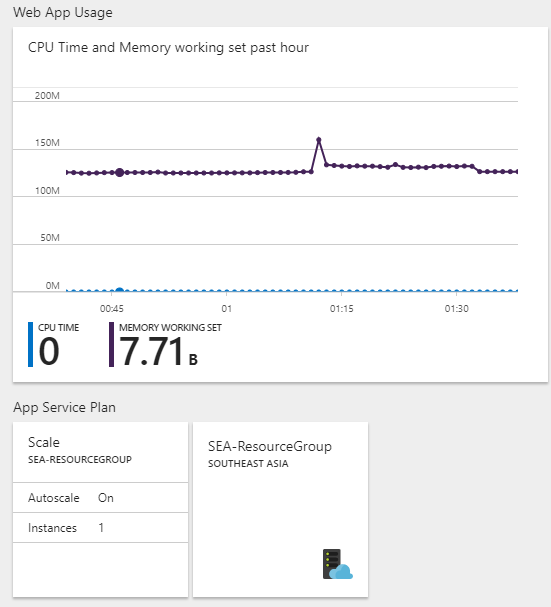 Web App Usage
CPU Time and Memory working set past hour
200M
150M
100M
50M
0M
00:45 01 01:15 01:30
CPU TIME MEMORY WORKING SET
0 7.71 B
App Service Plan
Scale
SEA-RESOURCEGROUP
Autoscale On
Instances 1
SEA-ResourceGroup
SOUTHEAST ASIA